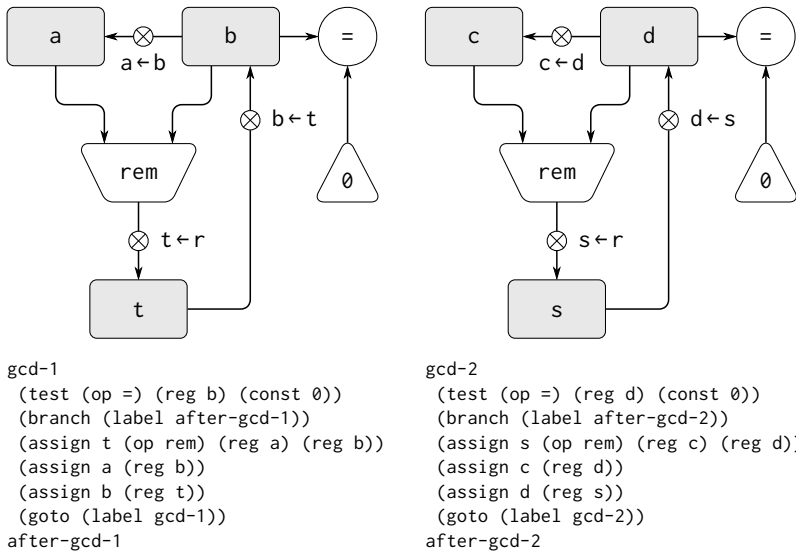 a
b
=
a←b
b←t
rem
0
t←r
t
c
d
=
c←d
d←s
rem
0
s←r
s
gcd-1
(test (op =) (reg b) (const 0))
(branch (label after-gcd-1))
(assign t (op rem) (reg a) (reg b))
(assign a (reg b))
(assign b (reg t))
(goto (label gcd-1))
after-gcd-1
gcd-2
(test (op =) (reg d) (const 0))
(branch (label after-gcd-2))
(assign s (op rem) (reg c) (reg d))
(assign c (reg d))
(assign d (reg s))
(goto (label gcd-2))
after-gcd-2